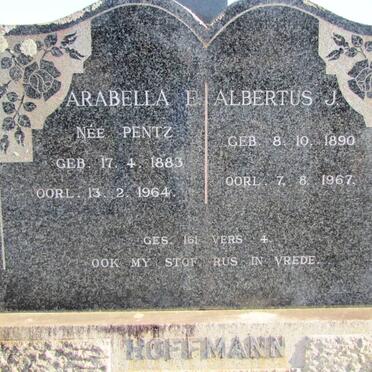 ARABELLA E.
NÉE PENTZ
GEB. 17. 4. 1883
OORL. 13. 2. 1964.
ALBERTUS J.
GEB. 8. 10. 1890
OORL. 7. 8. 1967.
GES. 161 VERS 4.
OOK MY STOF RUS IN VREDE.
HOFFMANN